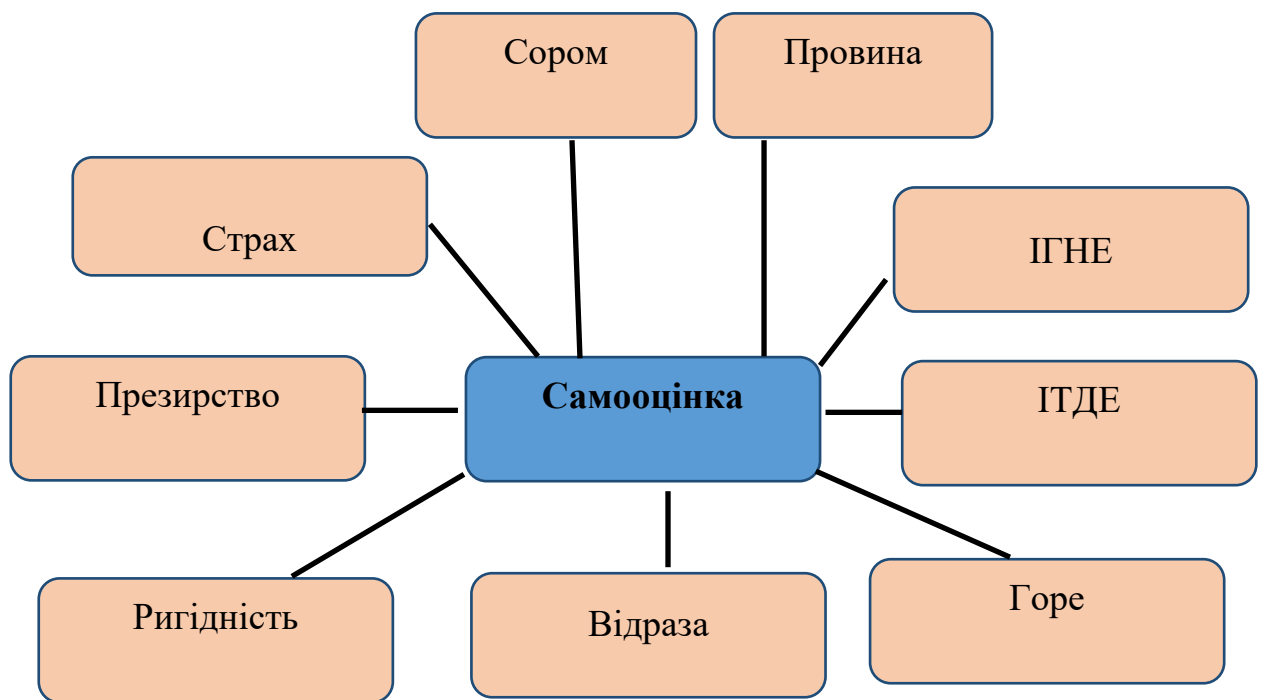 Сором
Провина
Страх
ІГНЕ
Презирство
Самооцінка
ІТДЕ
Ригідність
Відраза
Горе